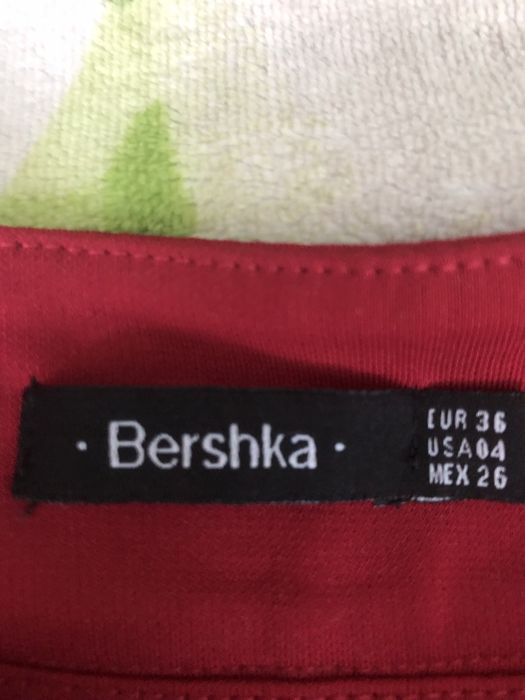 · Bershka ·
EUR 36
USA 04
MEX 26